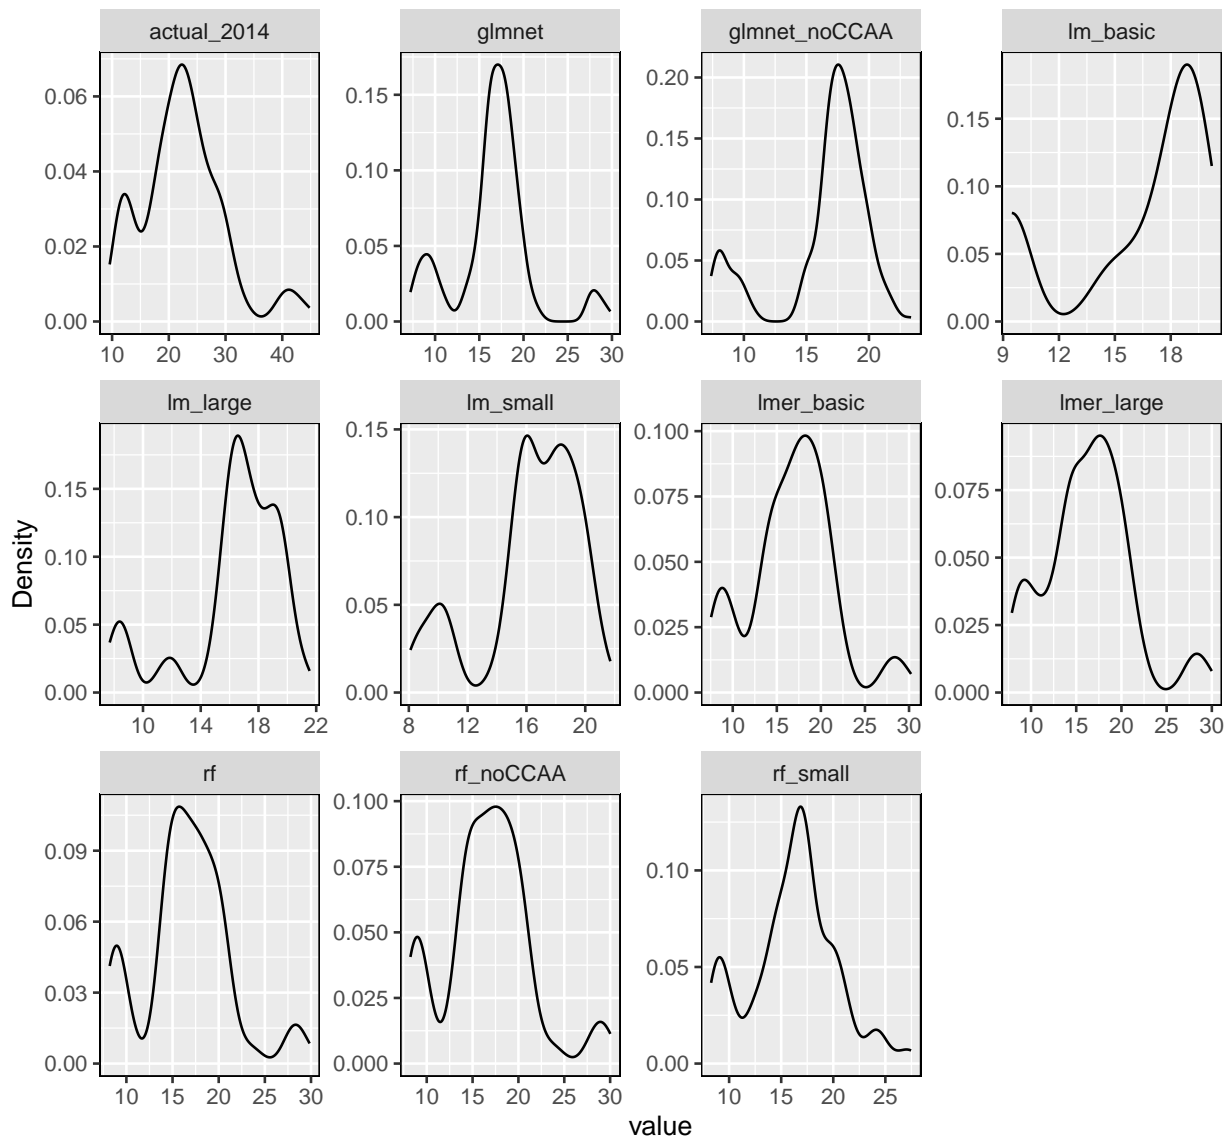 actual_2014 glmnet glmnet_noCCAA lm_basic
0.06 0.04 0.02 0.00
0.15 0.10 0.05 0.00
0.20 0.15 0.10 0.05 0.00
0.15 0.10 0.05 0.00
10 20 30 40 10 15 20 25 30 10 15 20 9 12 15 18
lm_large lm_small lmer_basic lmer_large
0.15 0.10 0.05 0.00
0.15 0.10 0.05 0.00
0.100 0.075 0.050 0.025 0.000
0.075 0.050 0.025 0.000
10 14 18 22 8 12 16 20 10 15 20 25 30 10 15 20 25 30
Density
rf rf_noCCAA rf_small
0.09 0.06 0.03 0.00
0.100 0.075 0.050 0.025 0.000
0.10 0.05 0.00
10 15 20 25 30 10 15 20 25 30 10 15 20 25
value